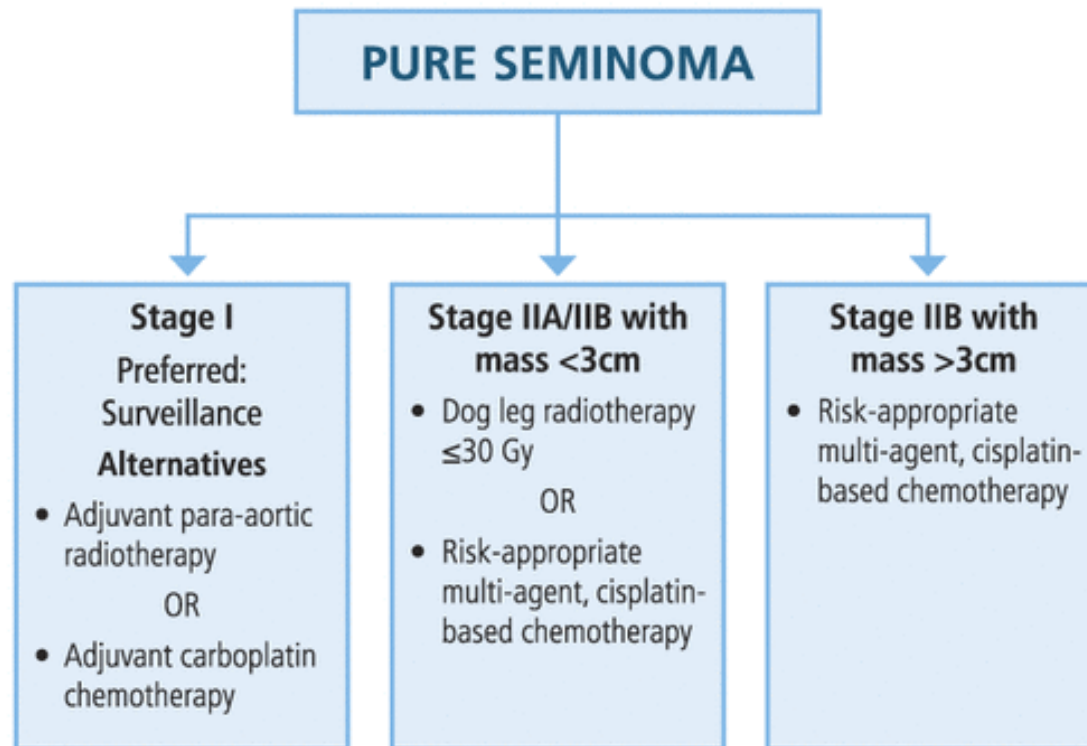 PURE SEMINOMA
Stage I
Preferred:
Surveillance
Alternatives
• Adjuvant para-aortic
radiotherapy
OR
• Adjuvant carboplatin
chemotherapy
Stage IIA/IIB with
mass <3cm
• Dog leg radiotherapy
≤30 Gy
OR
• Risk-appropriate
multi-agent, cisplatin-
based chemotherapy
Stage IIB with
mass >3cm
• Risk-appropriate
multi-agent, cisplatin-
based chemotherapy